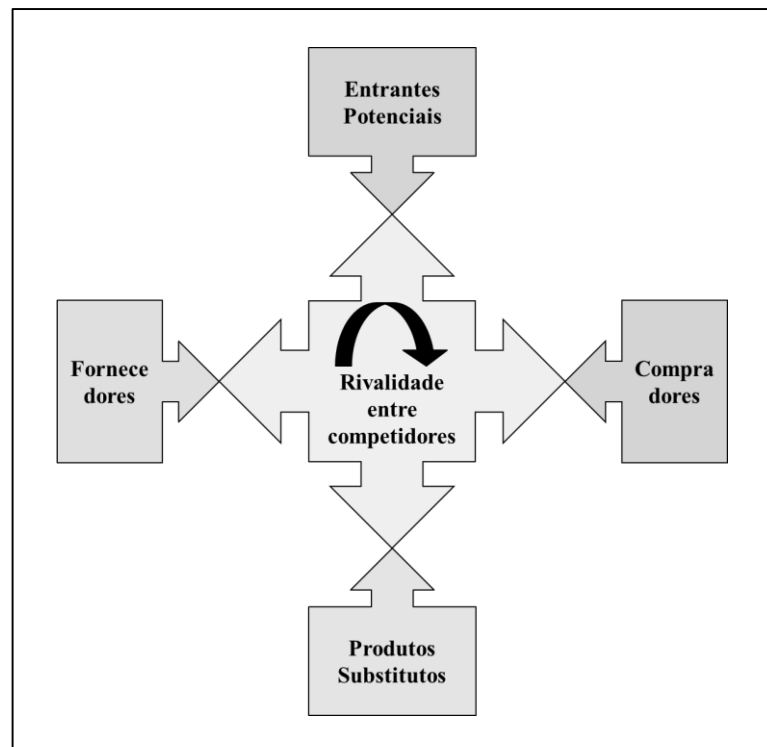 Entrantes
Potenciais
Fornece
dores
Rivalidade
entre
competidores
Compra
dores
Produtos
Substitutos